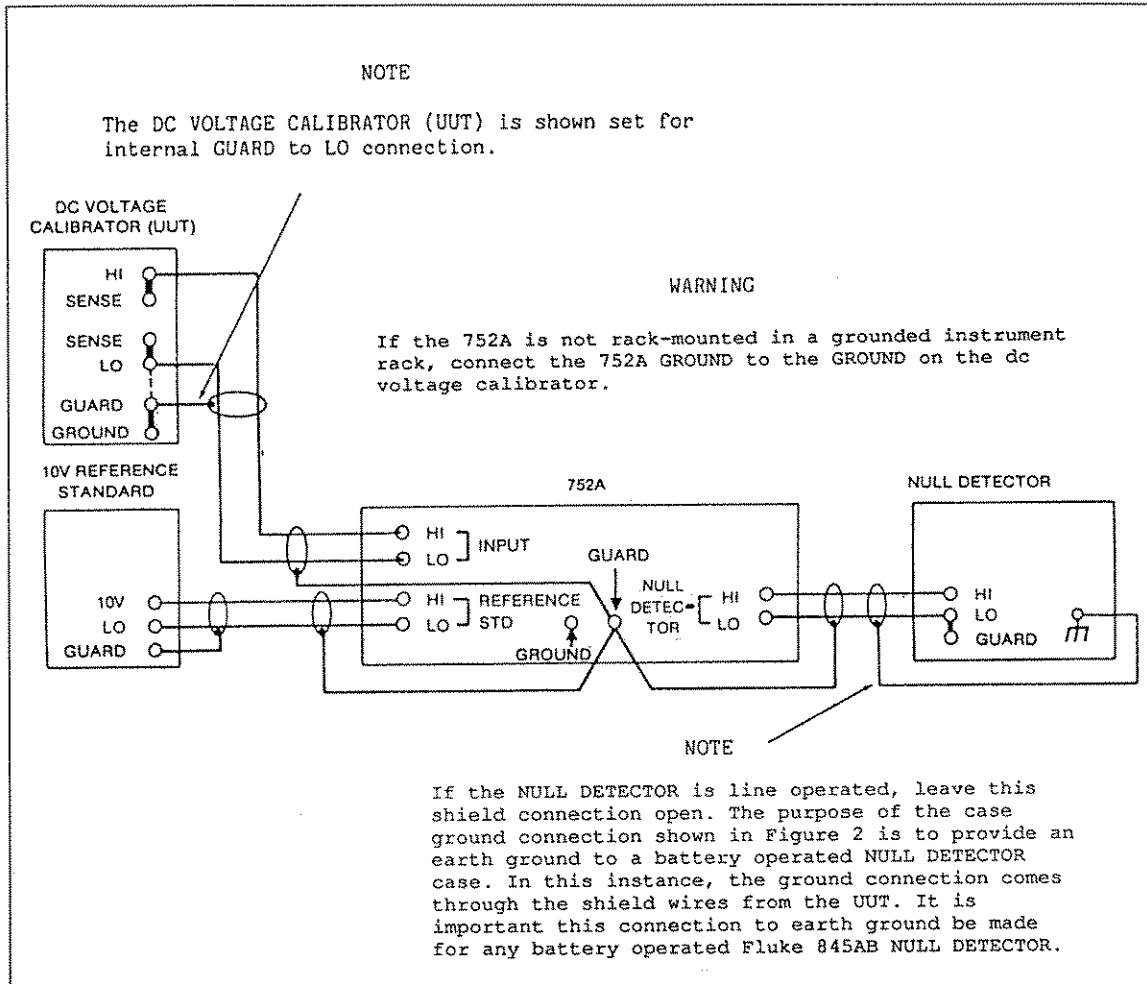 NOTE
The DC VOLTAGE CALIBRATOR (UUT) is shown set for
internal GUARD to LO connection.
DC VOLTAGE
CALIBRATOR (UUT)
HI
SENSE
SENSE
LO
GUARD
GROUND
WARNING
If the 752A is not rack-mounted in a grounded instrument
rack, connect the 752A GROUND to the GROUND on the dc
voltage calibrator.
10V REFERENCE
STANDARD
10V
LO
GUARD
752A
HI
LO
INPUT
HI
LO
REFERENCE
STD
GROUND
GUARD
NULL
DETEC-
TOR
HI
LO
NULL DETECTOR
HI
LO
GUARD
NOTE
If the NULL DETECTOR is line operated, leave this
shield connection open. The purpose of the case
ground connection shown in Figure 2 is to provide an
earth ground to a battery operated NULL DETECTOR
case. In this instance, the ground connection comes
through the shield wires from the UUT. It is
important this connection to earth ground be made
for any battery operated Fluke 845AB NULL DETECTOR.